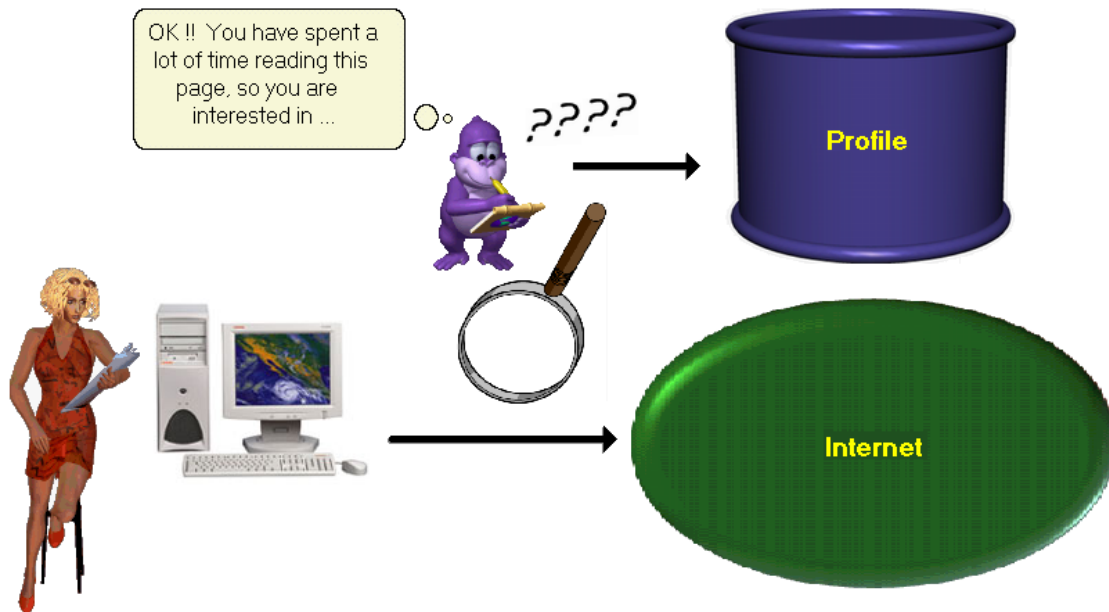 OK !!  You have spent a
lot of time reading this
page, so you are
interested in ...
????
Profile
Internet